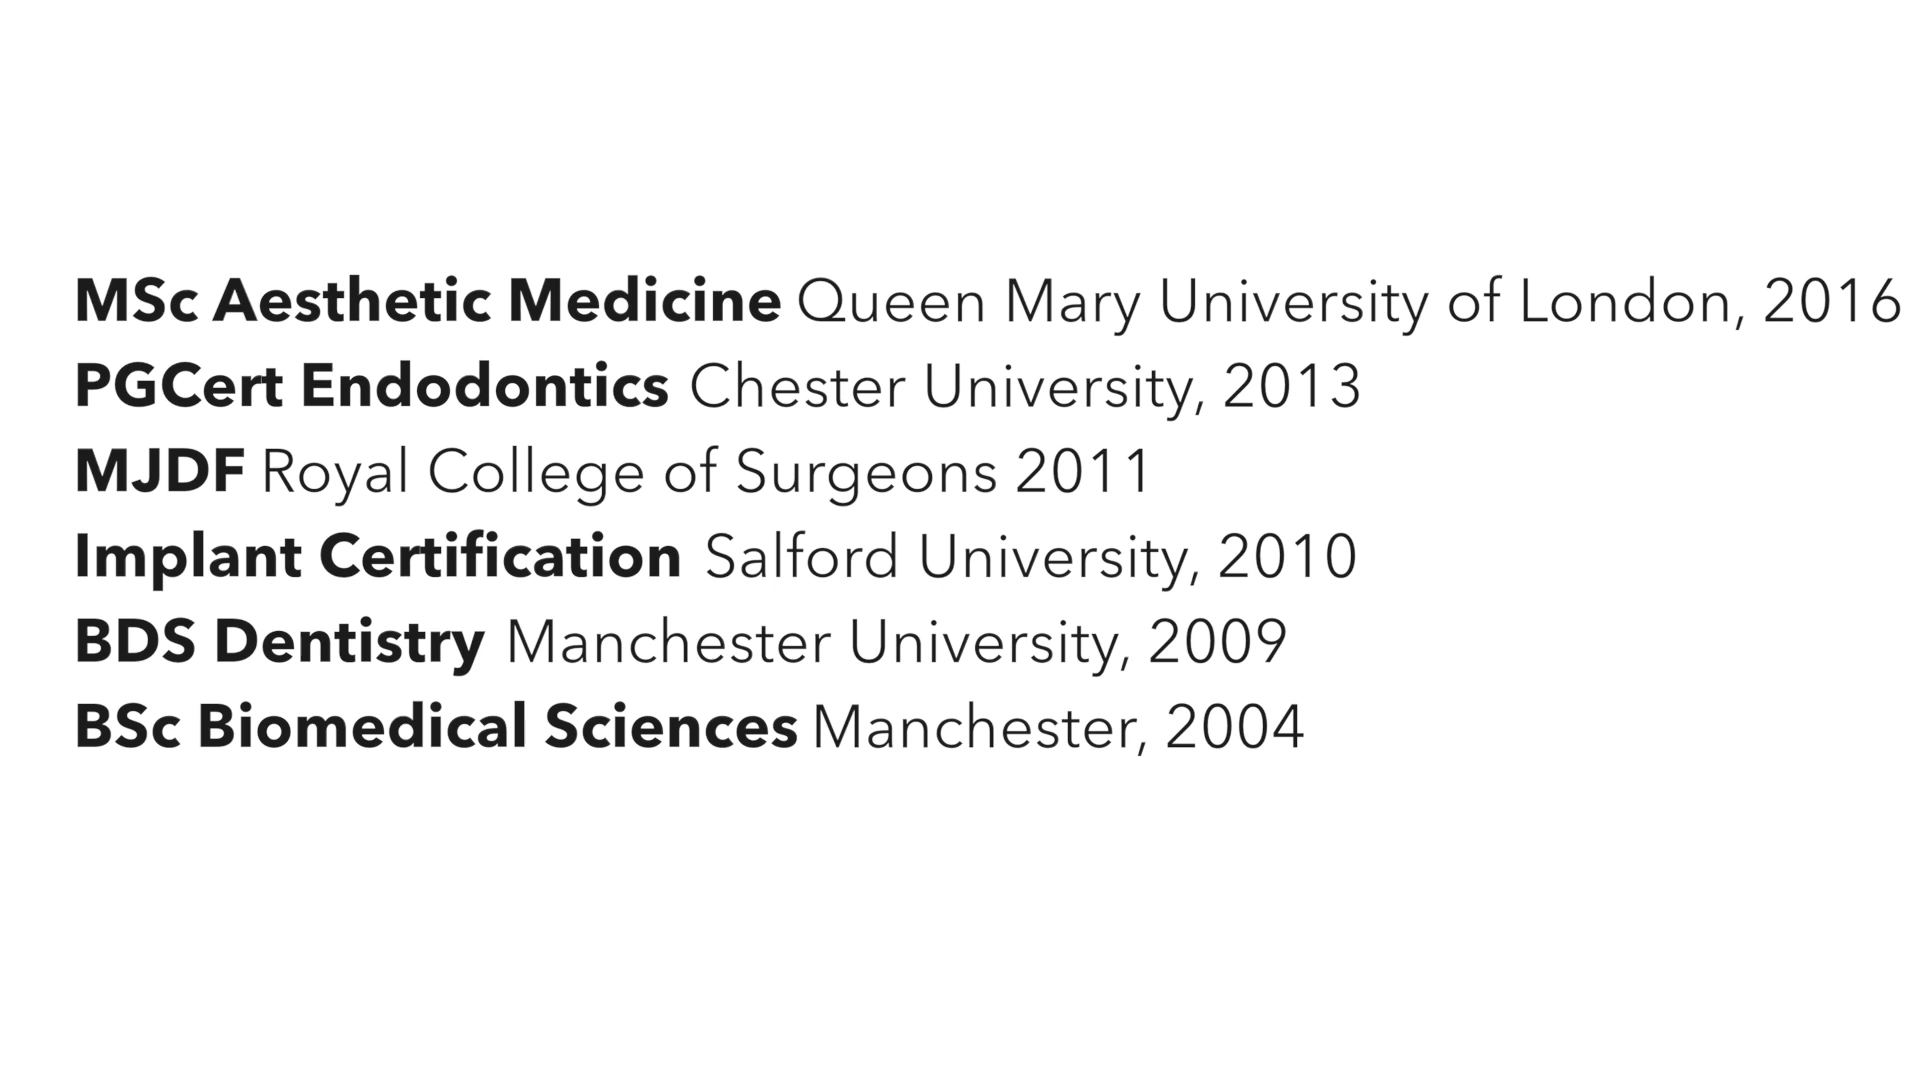 MSc Aesthetic Medicine Queen Mary University of London, 2016
PGCert Endodontics Chester University, 2013
MJDF Royal College of Surgeons 2011
Implant Certification Salford University, 2010
BDS Dentistry Manchester University, 2009
BSc Biomedical Sciences Manchester, 2004